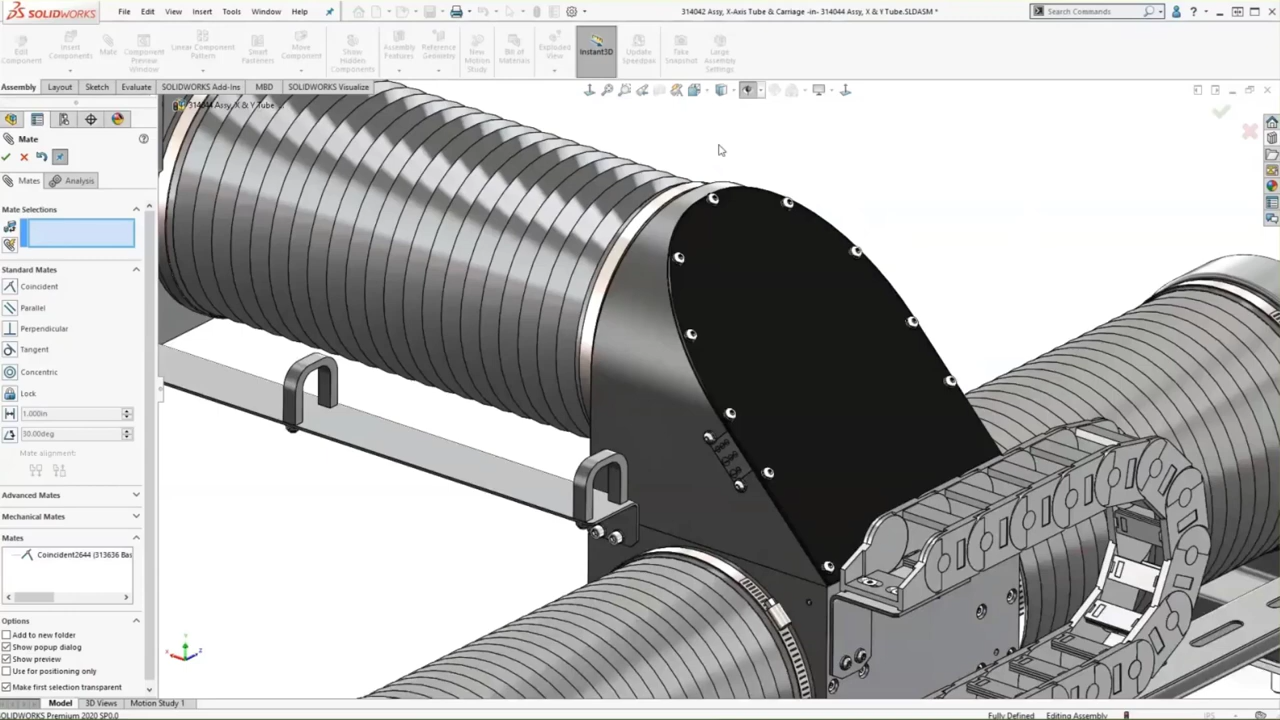 SOLIDWORKS File Edit View Insert Tools Window Help 314042 Assy, X-Axis Tube & Carriage -in- 314044 Assy, X & Y Tube.SLDASM * Search Commands
Edit Component
Insert Components
Mate
Component Preview Window
Linear Component Pattern
Smart Fasteners
Move Component
Show Hidden Components
Assembly Features
Reference Geometry
New Motion Study
Bill of Materials
Exploded View
Instant3D
Update Speedpak
Take Snapshot
Large Assembly Settings
Assembly Layout Sketch Evaluate SOLIDWORKS Add-Ins MBD SOLIDWORKS Visualize
314044 Assy, X & Y Tube...
Mate
Mates Analysis
Mate Selections
Standard Mates
Coincident
Parallel
Perpendicular
Tangent
Concentric
Lock
1.000in
30.00deg
Mate alignment:
Advanced Mates
Mechanical Mates
Mates
Coincident2644 (313636 Bas
Options
Add to new folder
Show popup dialog
Show preview
Use for positioning only
Make first selection transparent
Model 3D Views Motion Study 1
SOLIDWORKS Premium 2020 SP0.0 Fully Defined Editing Assembly IPS